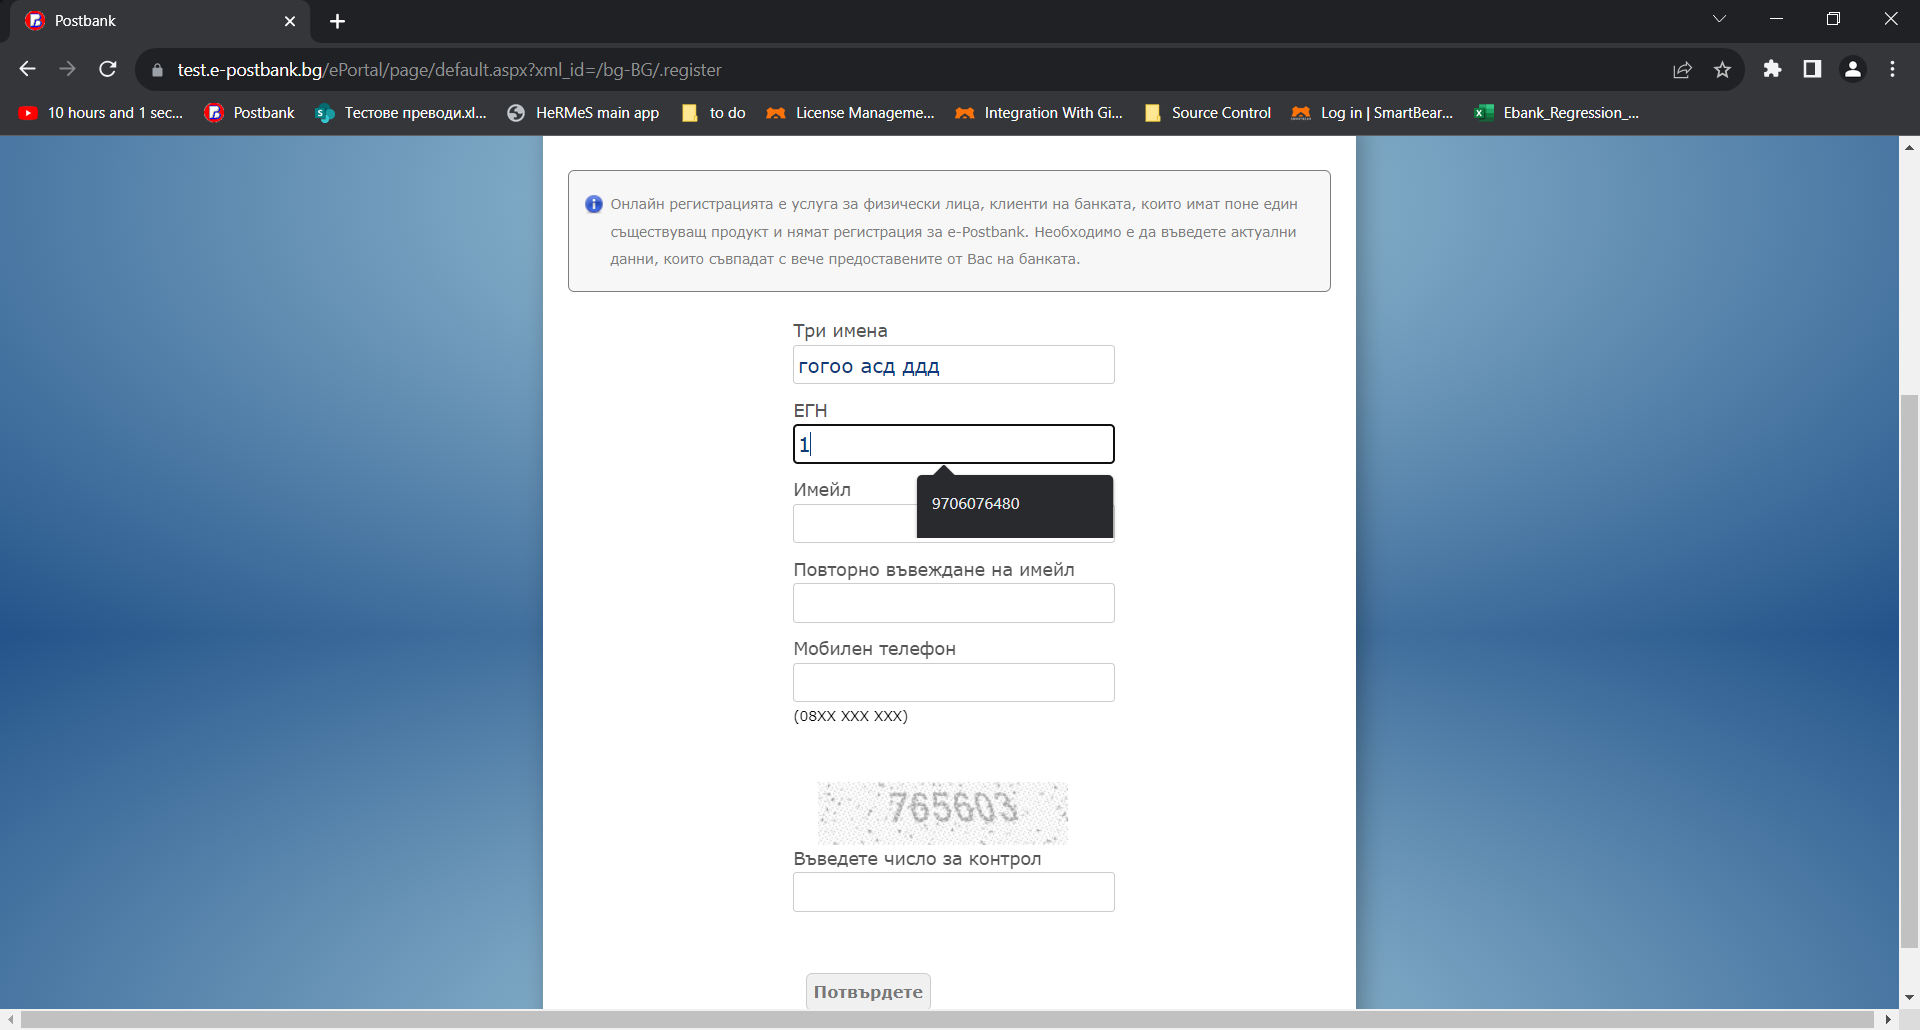 Postbank
test.e-postbank.bg/ePortal/page/default.aspx?xml_id=/bg-BG/.register
10 hours and 1 sec...
Postbank
Тестове преводи.xl...
HeRMeS main app
to do
License Manageme...
Integration With Gi...
Source Control
Log in | SmartBear...
Ebank_Regression_...
Онлайн регистрацията е услуга за физически лица, клиенти на банката, които имат поне един
съществуващ продукт и нямат регистрация за e-Postbank. Необходимо е да въведете актуални
данни, които съвпадат с вече предоставените от Вас на банката.
Три имена
гогоо асд ддд
ЕГН
1
9706076480
Имейл
Повторно въвеждане на имейл
Мобилен телефон
(08XX XXX XXX)
765603
Въведете число за контрол
Потвърдете